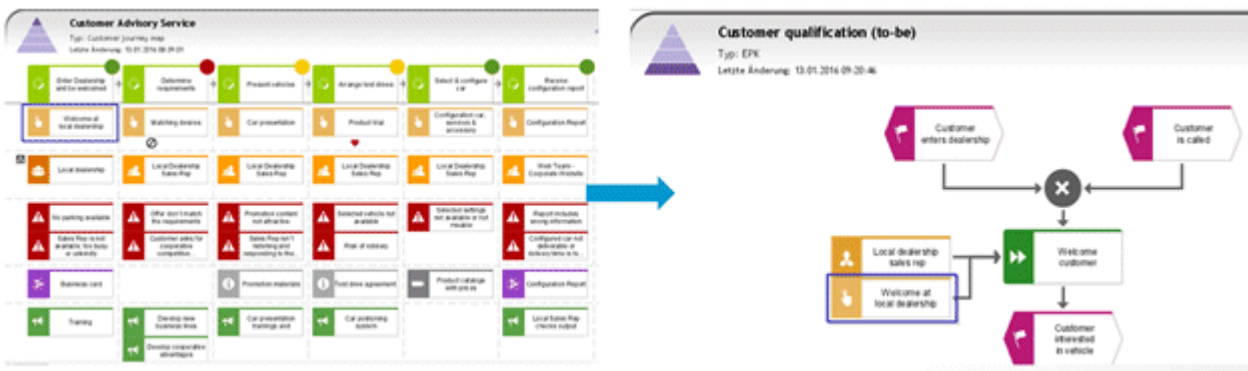 Customer Advisory Service
Typ: Customer journey map
Letzte Änderung: 13.01.2016 08:39:01
Enter Dealership
and be welcomed
Determine
requirements
Present vehicles
Arrange test drives
Select & configure
car
Receive
configuration report
Welcome at
local dealership
Matching desires
Car presentation
Product trial
Configuration car,
services &
accessory
Configuration Report
Local dealership
Local Dealership
Sales Rep
Local Dealership
Sales Rep
Local Dealership
Sales Rep
Local Dealership
Sales Rep
Web Team -
Corporate Website
No parking available
Offer don't match
the requirements
Promotion content
not attractive
Selected vehicle not
available
Selected settings
not available or not
Report includes
wrong information
Sales Rep is not
available, too busy
or unkindly
Customer asks for
cooperative
competitive...
Sales Rep isn't
listening and
responding to the...
Risk of robbery
Configured car not
deliverable or
delivery time is to...
Business card
Promotion materials
Test drive agreement
Product catalogs
with prices
Configuration Report
Training
Develop new
business lines
Car presentation
trainings and
Car positioning
system
Local Sales Rep
checks output
Develop cooperative
advantages
Customer qualification (to-be)
Typ: EPK
Letzte Änderung: 13.01.2016 09:20:46
Customer
enters dealership
Customer
is called
Local dealership
sales rep
Welcome
customer
Welcome at
local dealership
Customer
interested
in vehicle